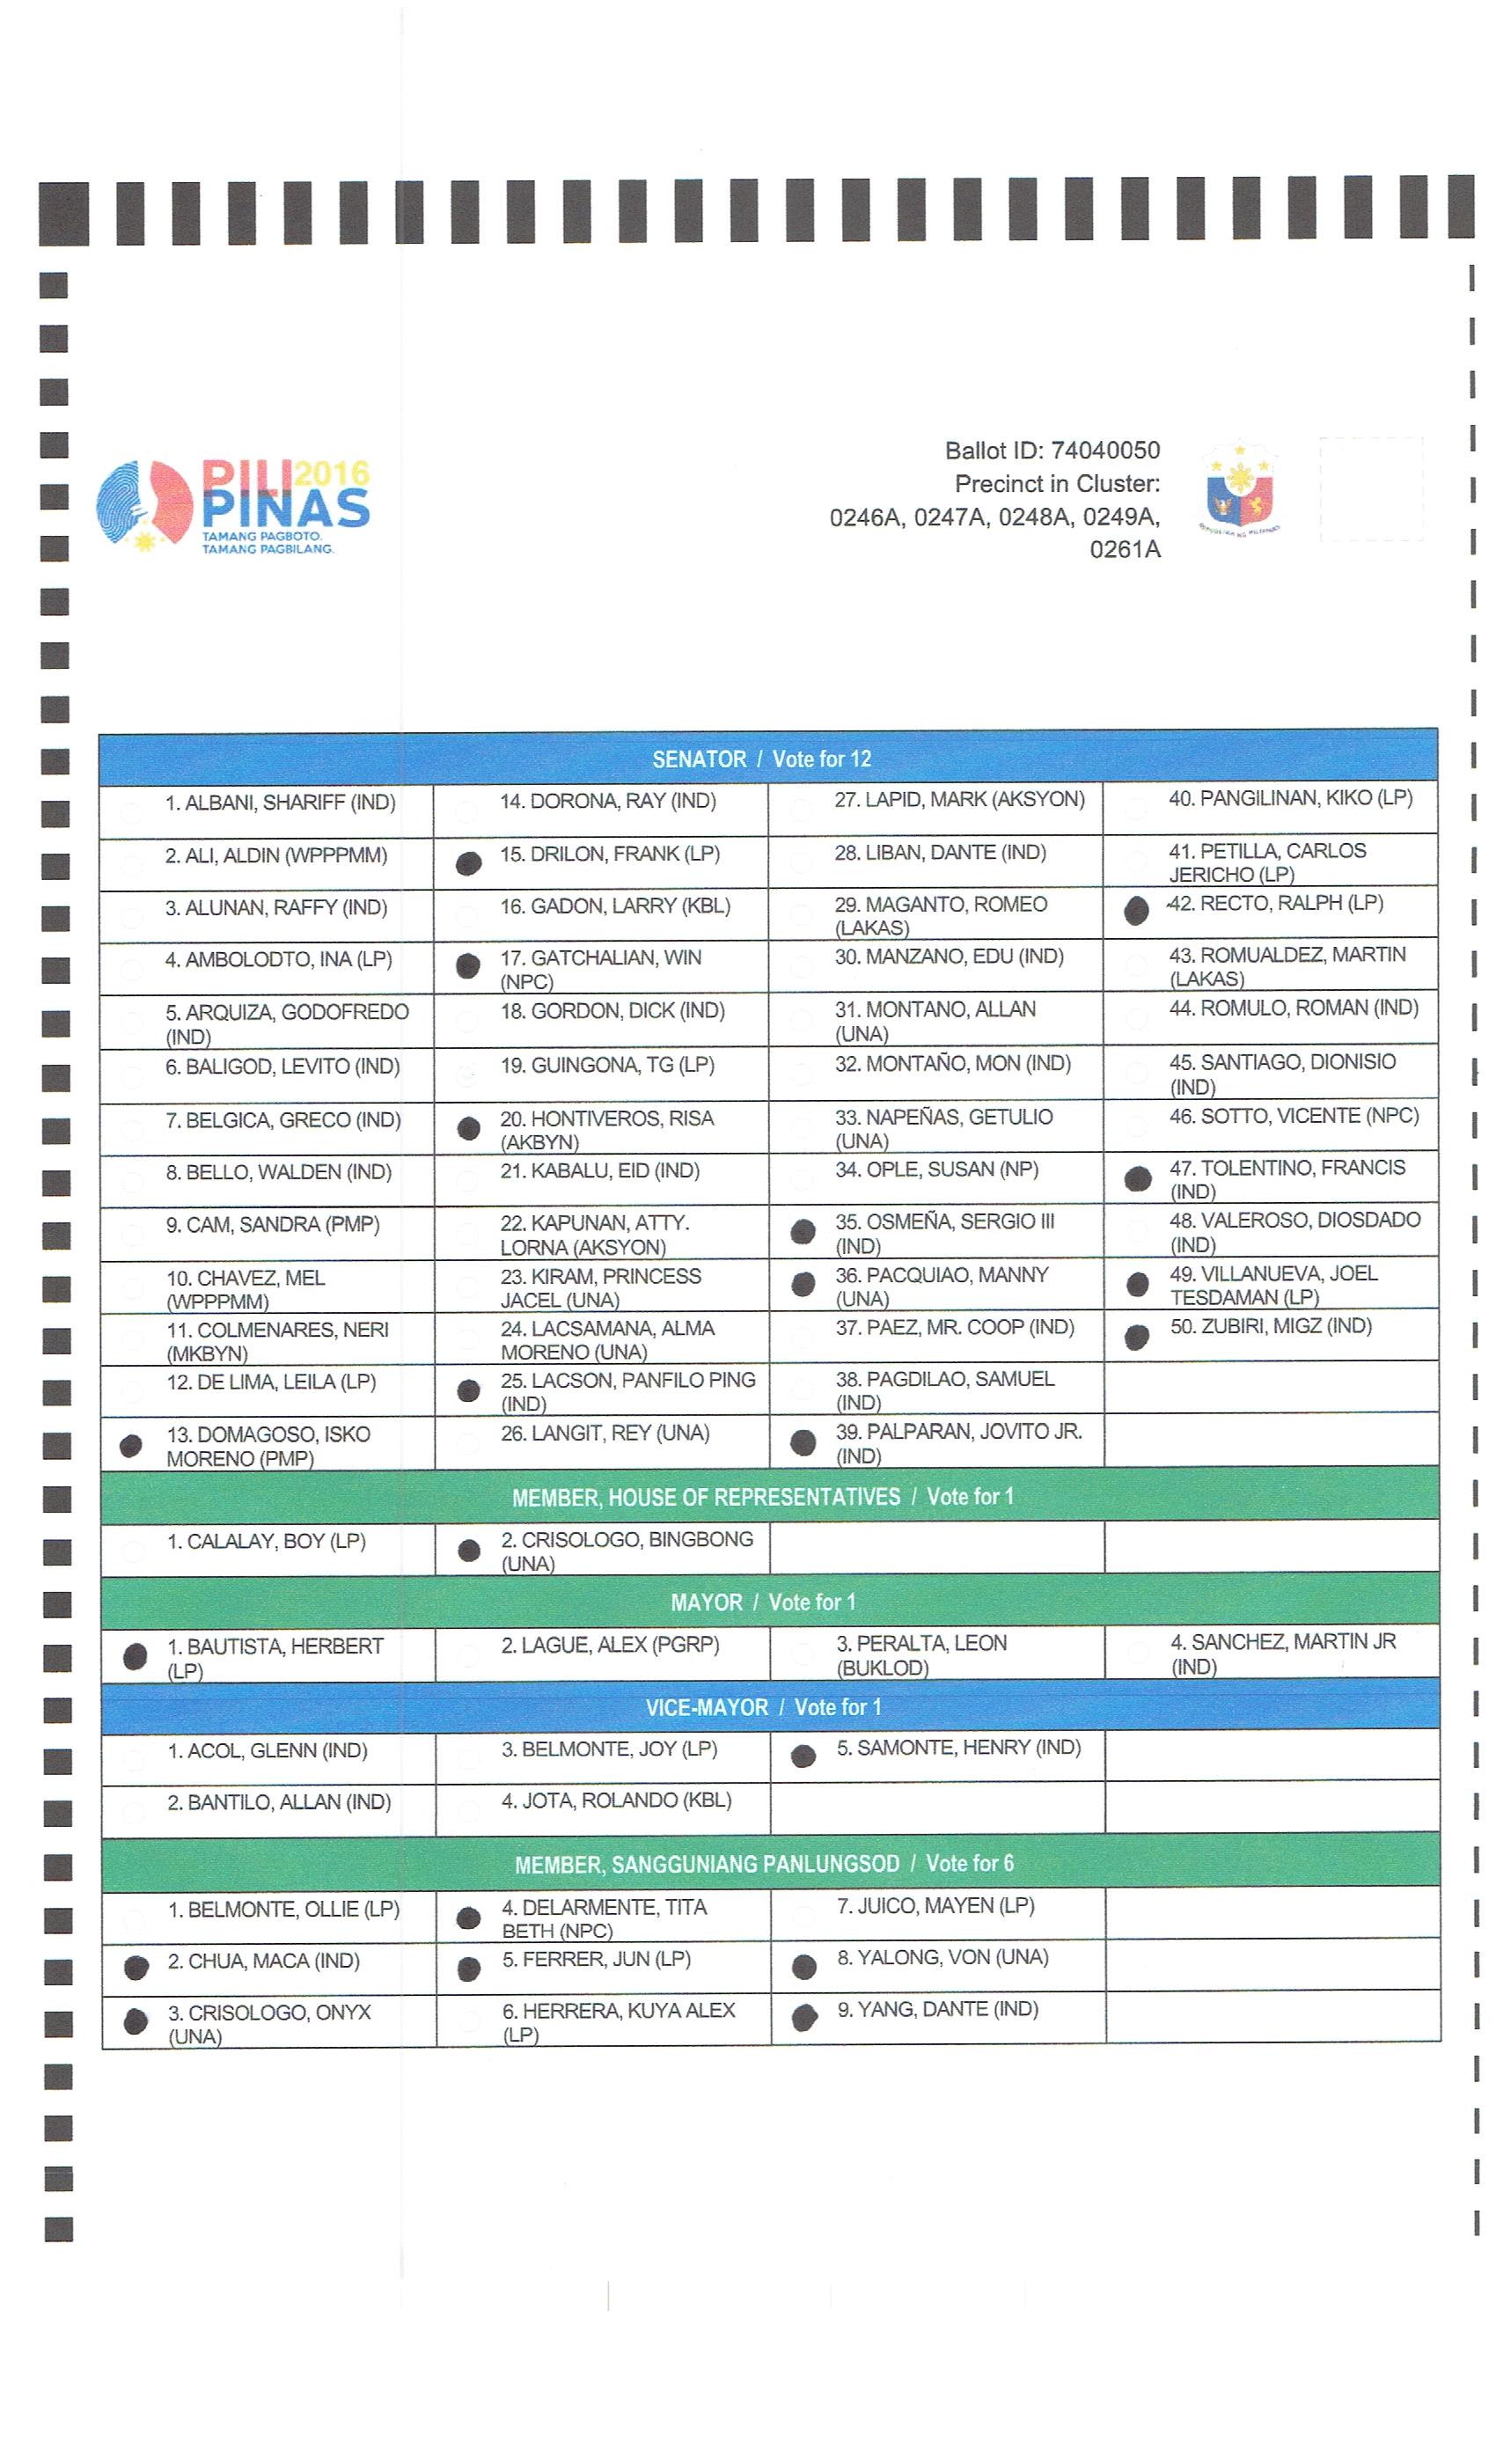 PILI 2016
PINAS
TAMANG PAGBOTO.
TAMANG PAGBILANG.
Ballot ID: 74040050
Precinct in Cluster:
0246A, 0247A, 0248A, 0249A,
0261A
REPUBLIKA NG PILIPINAS
SENATOR / Vote for 12
1. ALBANI, SHARIFF (IND)
2. ALI, ALDIN (WPPPMM)
3. ALUNAN, RAFFY (IND)
4. AMBOLODTO, INA (LP)
5. ARQUIZA, GODOFREDO
(IND)
6. BALIGOD, LEVITO (IND)
7. BELGICA, GRECO (IND)
8. BELLO, WALDEN (IND)
9. CAM, SANDRA (PMP)
10. CHAVEZ, MEL
(WPPPMM)
11. COLMENARES, NERI
(MKBYN)
12. DE LIMA, LEILA (LP)
13. DOMAGOSO, ISKO
MORENO (PMP)
14. DORONA, RAY (IND)
15. DRILON, FRANK (LP)
16. GADON, LARRY (KBL)
17. GATCHALIAN, WIN
(NPC)
18. GORDON, DICK (IND)
19. GUINGONA, TG (LP)
20. HONTIVEROS, RISA
(AKBYN)
21. KABALU, EID (IND)
22. KAPUNAN, ATTY.
LORNA (AKSYON)
23. KIRAM, PRINCESS
JACEL (UNA)
24. LACSAMANA, ALMA
MORENO (UNA)
25. LACSON, PANFILO PING
(IND)
26. LANGIT, REY (UNA)
27. LAPID, MARK (AKSYON)
28. LIBAN, DANTE (IND)
29. MAGANTO, ROMEO
(LAKAS)
30. MANZANO, EDU (IND)
31. MONTANO, ALLAN
(UNA)
32. MONTAÑO, MON (IND)
33. NAPEÑAS, GETULIO
(UNA)
34. OPLE, SUSAN (NP)
35. OSMEÑA, SERGIO III
(IND)
36. PACQUIAO, MANNY
(UNA)
37. PAEZ, MR. COOP (IND)
38. PAGDILAO, SAMUEL
(IND)
39. PALPARAN, JOVITO JR.
(IND)
40. PANGILINAN, KIKO (LP)
41. PETILLA, CARLOS
JERICHO (LP)
42. RECTO, RALPH (LP)
43. ROMUALDEZ, MARTIN
(LAKAS)
44. ROMULO, ROMAN (IND)
45. SANTIAGO, DIONISIO
(IND)
46. SOTTO, VICENTE (NPC)
47. TOLENTINO, FRANCIS
(IND)
48. VALEROSO, DIOSDADO
(IND)
49. VILLANUEVA, JOEL
TESDAMAN (LP)
50. ZUBIRI, MIGZ (IND)
MEMBER, HOUSE OF REPRESENTATIVES / Vote for 1
1. CALALAY, BOY (LP)
2. CRISOLOGO, BINGBONG
(UNA)
MAYOR / Vote for 1
1. BAUTISTA, HERBERT
(LP)
2. LAGUE, ALEX (PGRP)
3. PERALTA, LEON
(BUKLOD)
4. SANCHEZ, MARTIN JR
(IND)
VICE-MAYOR / Vote for 1
1. ACOL, GLENN (IND)
2. BANTILO, ALLAN (IND)
3. BELMONTE, JOY (LP)
4. JOTA, ROLANDO (KBL)
5. SAMONTE, HENRY (IND)
MEMBER, SANGGUNIANG PANLUNGSOD / Vote for 6
1. BELMONTE, OLLIE (LP)
2. CHUA, MACA (IND)
3. CRISOLOGO, ONYX
(UNA)
4. DELARMENTE, TITA
BETH (NPC)
5. FERRER, JUN (LP)
6. HERRERA, KUYA ALEX
(LP)
7. JUICO, MAYEN (LP)
8. YALONG, VON (UNA)
9. YANG, DANTE (IND)